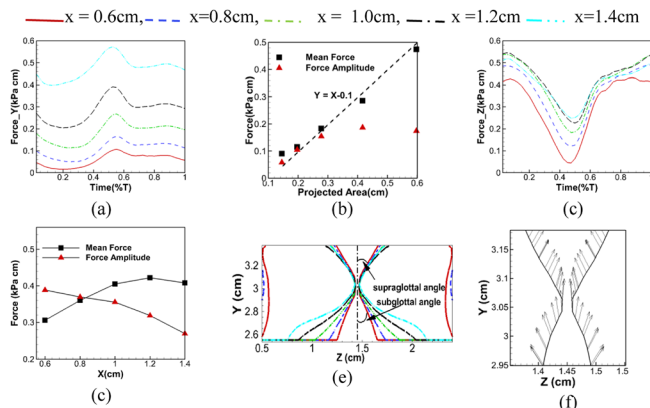 x = 0.6cm, x=0.8cm, x = 1.0cm x =1.2cm x=1.4cm
Force_Y(kPa cm)
0.6
0.5
0.4
0.3
0.2
0.1
0
0.2
0.4
0.6
0.8
1
Time(%T)
(a)
Force(kPa cm)
0.5
0.4
0.3
0.2
0.1
0
Mean Force
Force Amplitude
Y = X-0.1
0.1
0.2
0.3
0.4
0.5
0.6
Projected Area(cm)
(b)
Force_Z(kPa cm)
0.6
0.5
0.4
0.3
0.2
0.1
0
0.2
0.4
0.6
0.8
Time(%T)
(c)
Force (kPa cm)
0.4
0.3
0.2
Mean Force
Force Amplitude
0.6
0.8
1
1.2
1.4
X(cm)
(c)
Y (cm)
3.2
3
2.8
2.6
supraglottal angle
subglottal angle
0.5
1
1.5
2
Z (cm)
(e)
Y (cm)
3.15
3.1
3.05
3
2.95
1.4
1.45
1.5
1.5
Z (cm)
(f)